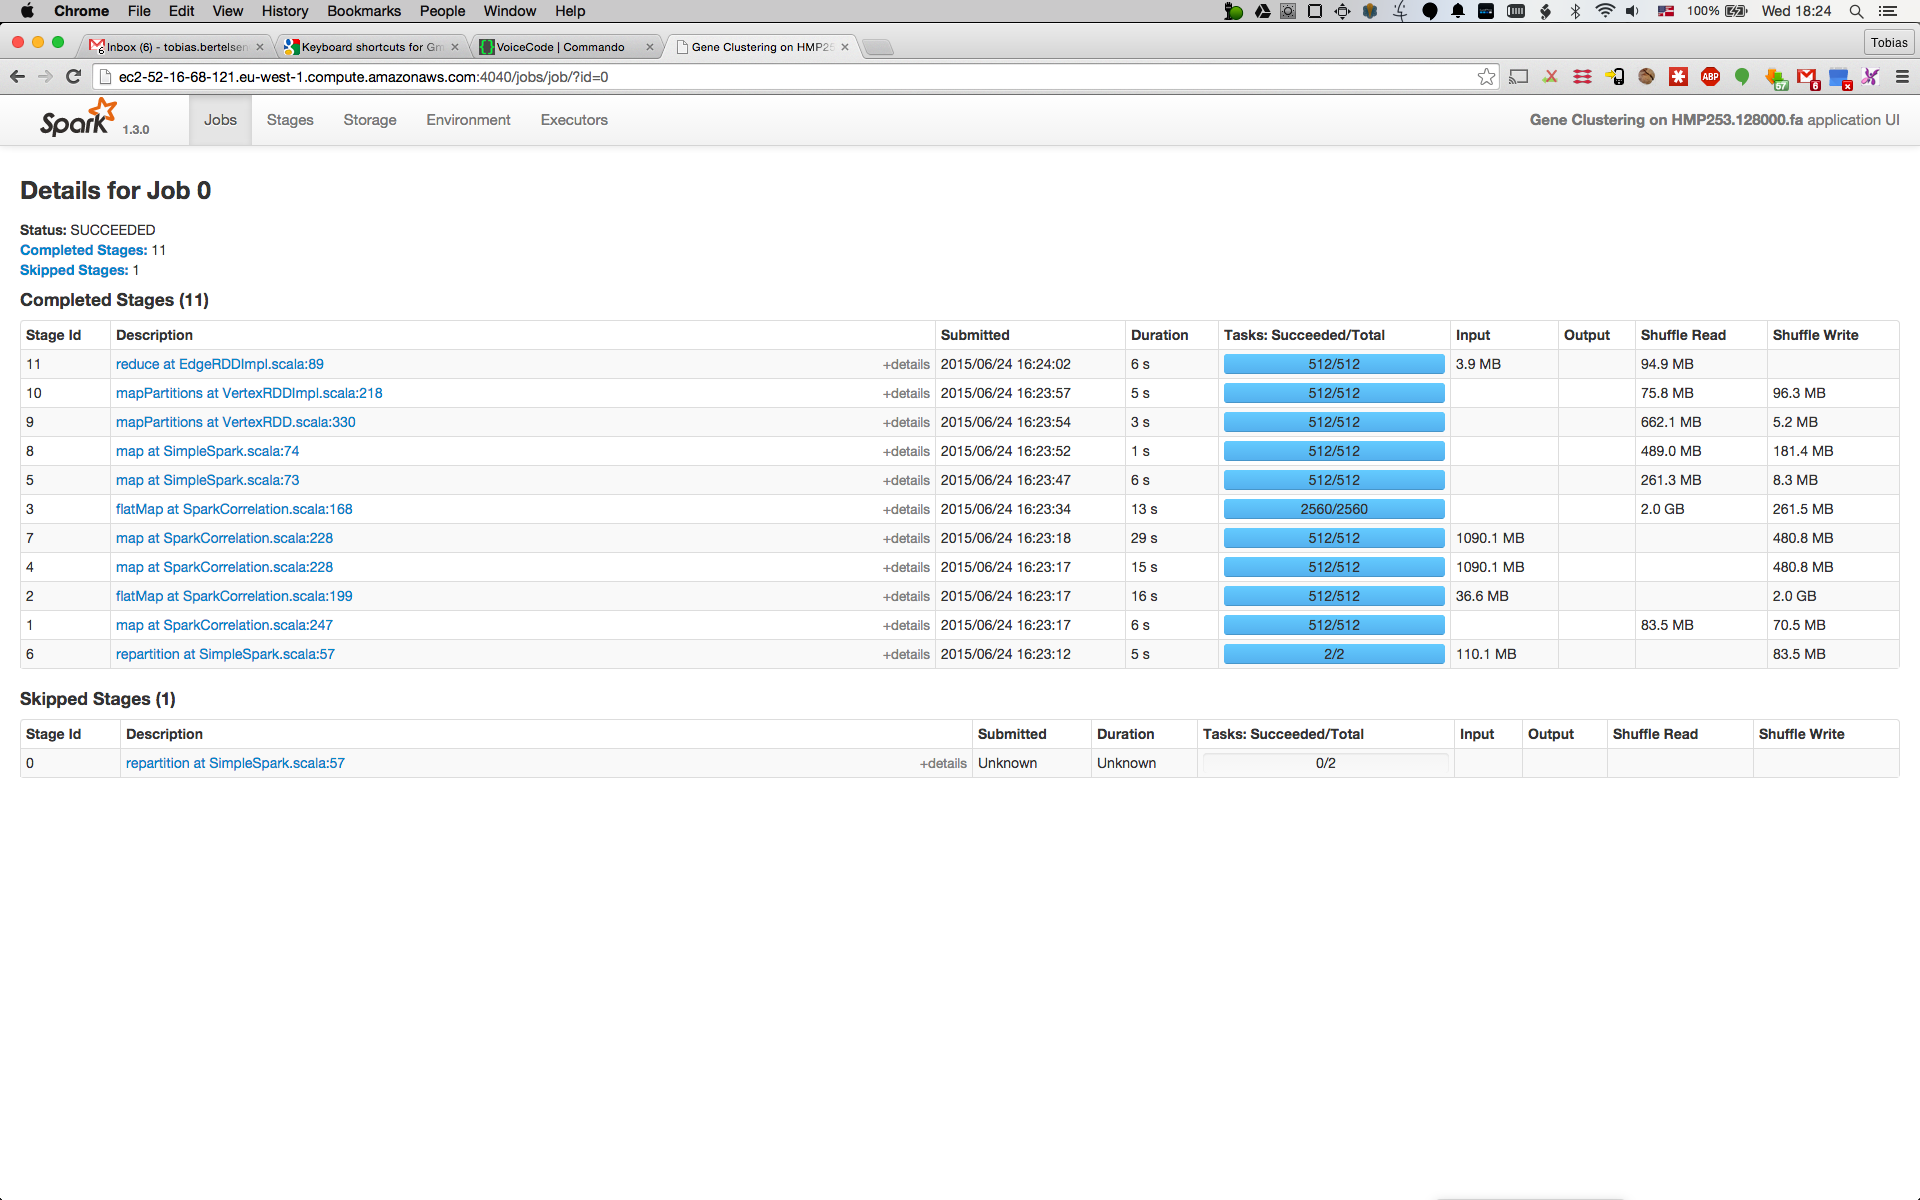 Chrome File Edit View History Bookmarks People Window Help 100% Wed 18:24
Inbox (6) - tobias.bertelsen Keyboard shortcuts for Gm VoiceCode | Commando Gene Clustering on HMP25 Tobias
ec2-52-16-68-121.eu-west-1.compute.amazonaws.com:4040/jobs/job/?id=0 ABP 57 6 x
Spark 1.3.0 Jobs Stages Storage Environment Executors Gene Clustering on HMP253.128000.fa application UI
Details for Job 0
Status: SUCCEEDED
Completed Stages: 11
Skipped Stages: 1
Completed Stages (11)
Stage Id Description Submitted Duration Tasks: Succeeded/Total Input Output Shuffle Read Shuffle Write
11 reduce at EdgeRDDImpl.scala:89 +details 2015/06/24 16:24:02 6 s 512/512 3.9 MB 94.9 MB
10 mapPartitions at VertexRDDImpl.scala:218 +details 2015/06/24 16:23:57 5 s 512/512 75.8 MB 96.3 MB
9 mapPartitions at VertexRDD.scala:330 +details 2015/06/24 16:23:54 3 s 512/512 662.1 MB 5.2 MB
8 map at SimpleSpark.scala:74 +details 2015/06/24 16:23:52 1 s 512/512 489.0 MB 181.4 MB
5 map at SimpleSpark.scala:73 +details 2015/06/24 16:23:47 6 s 512/512 261.3 MB 8.3 MB
3 flatMap at SparkCorrelation.scala:168 +details 2015/06/24 16:23:34 13 s 2560/2560 2.0 GB 261.5 MB
7 map at SparkCorrelation.scala:228 +details 2015/06/24 16:23:18 29 s 512/512 1090.1 MB 480.8 MB
4 map at SparkCorrelation.scala:228 +details 2015/06/24 16:23:17 15 s 512/512 1090.1 MB 480.8 MB
2 flatMap at SparkCorrelation.scala:199 +details 2015/06/24 16:23:17 16 s 512/512 36.6 MB 2.0 GB
1 map at SparkCorrelation.scala:247 +details 2015/06/24 16:23:17 6 s 512/512 83.5 MB 70.5 MB
6 repartition at SimpleSpark.scala:57 +details 2015/06/24 16:23:12 5 s 2/2 110.1 MB 83.5 MB
Skipped Stages (1)
Stage Id Description Submitted Duration Tasks: Succeeded/Total Input Output Shuffle Read Shuffle Write
0 repartition at SimpleSpark.scala:57 +details Unknown Unknown 0/2